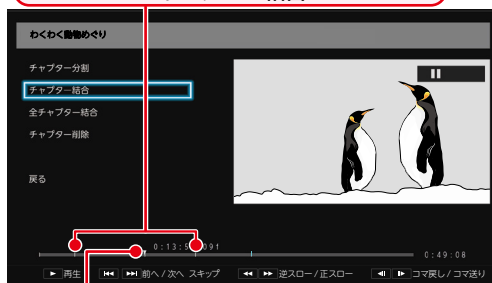 わくわく動物めぐり
チャプター分割
チャプター結合
全チャプター結合
チャプター削除
戻る
0:49:08
再生 前へ/次へ スキップ 逆スロー/正スロー コマ戻し/コマ送り